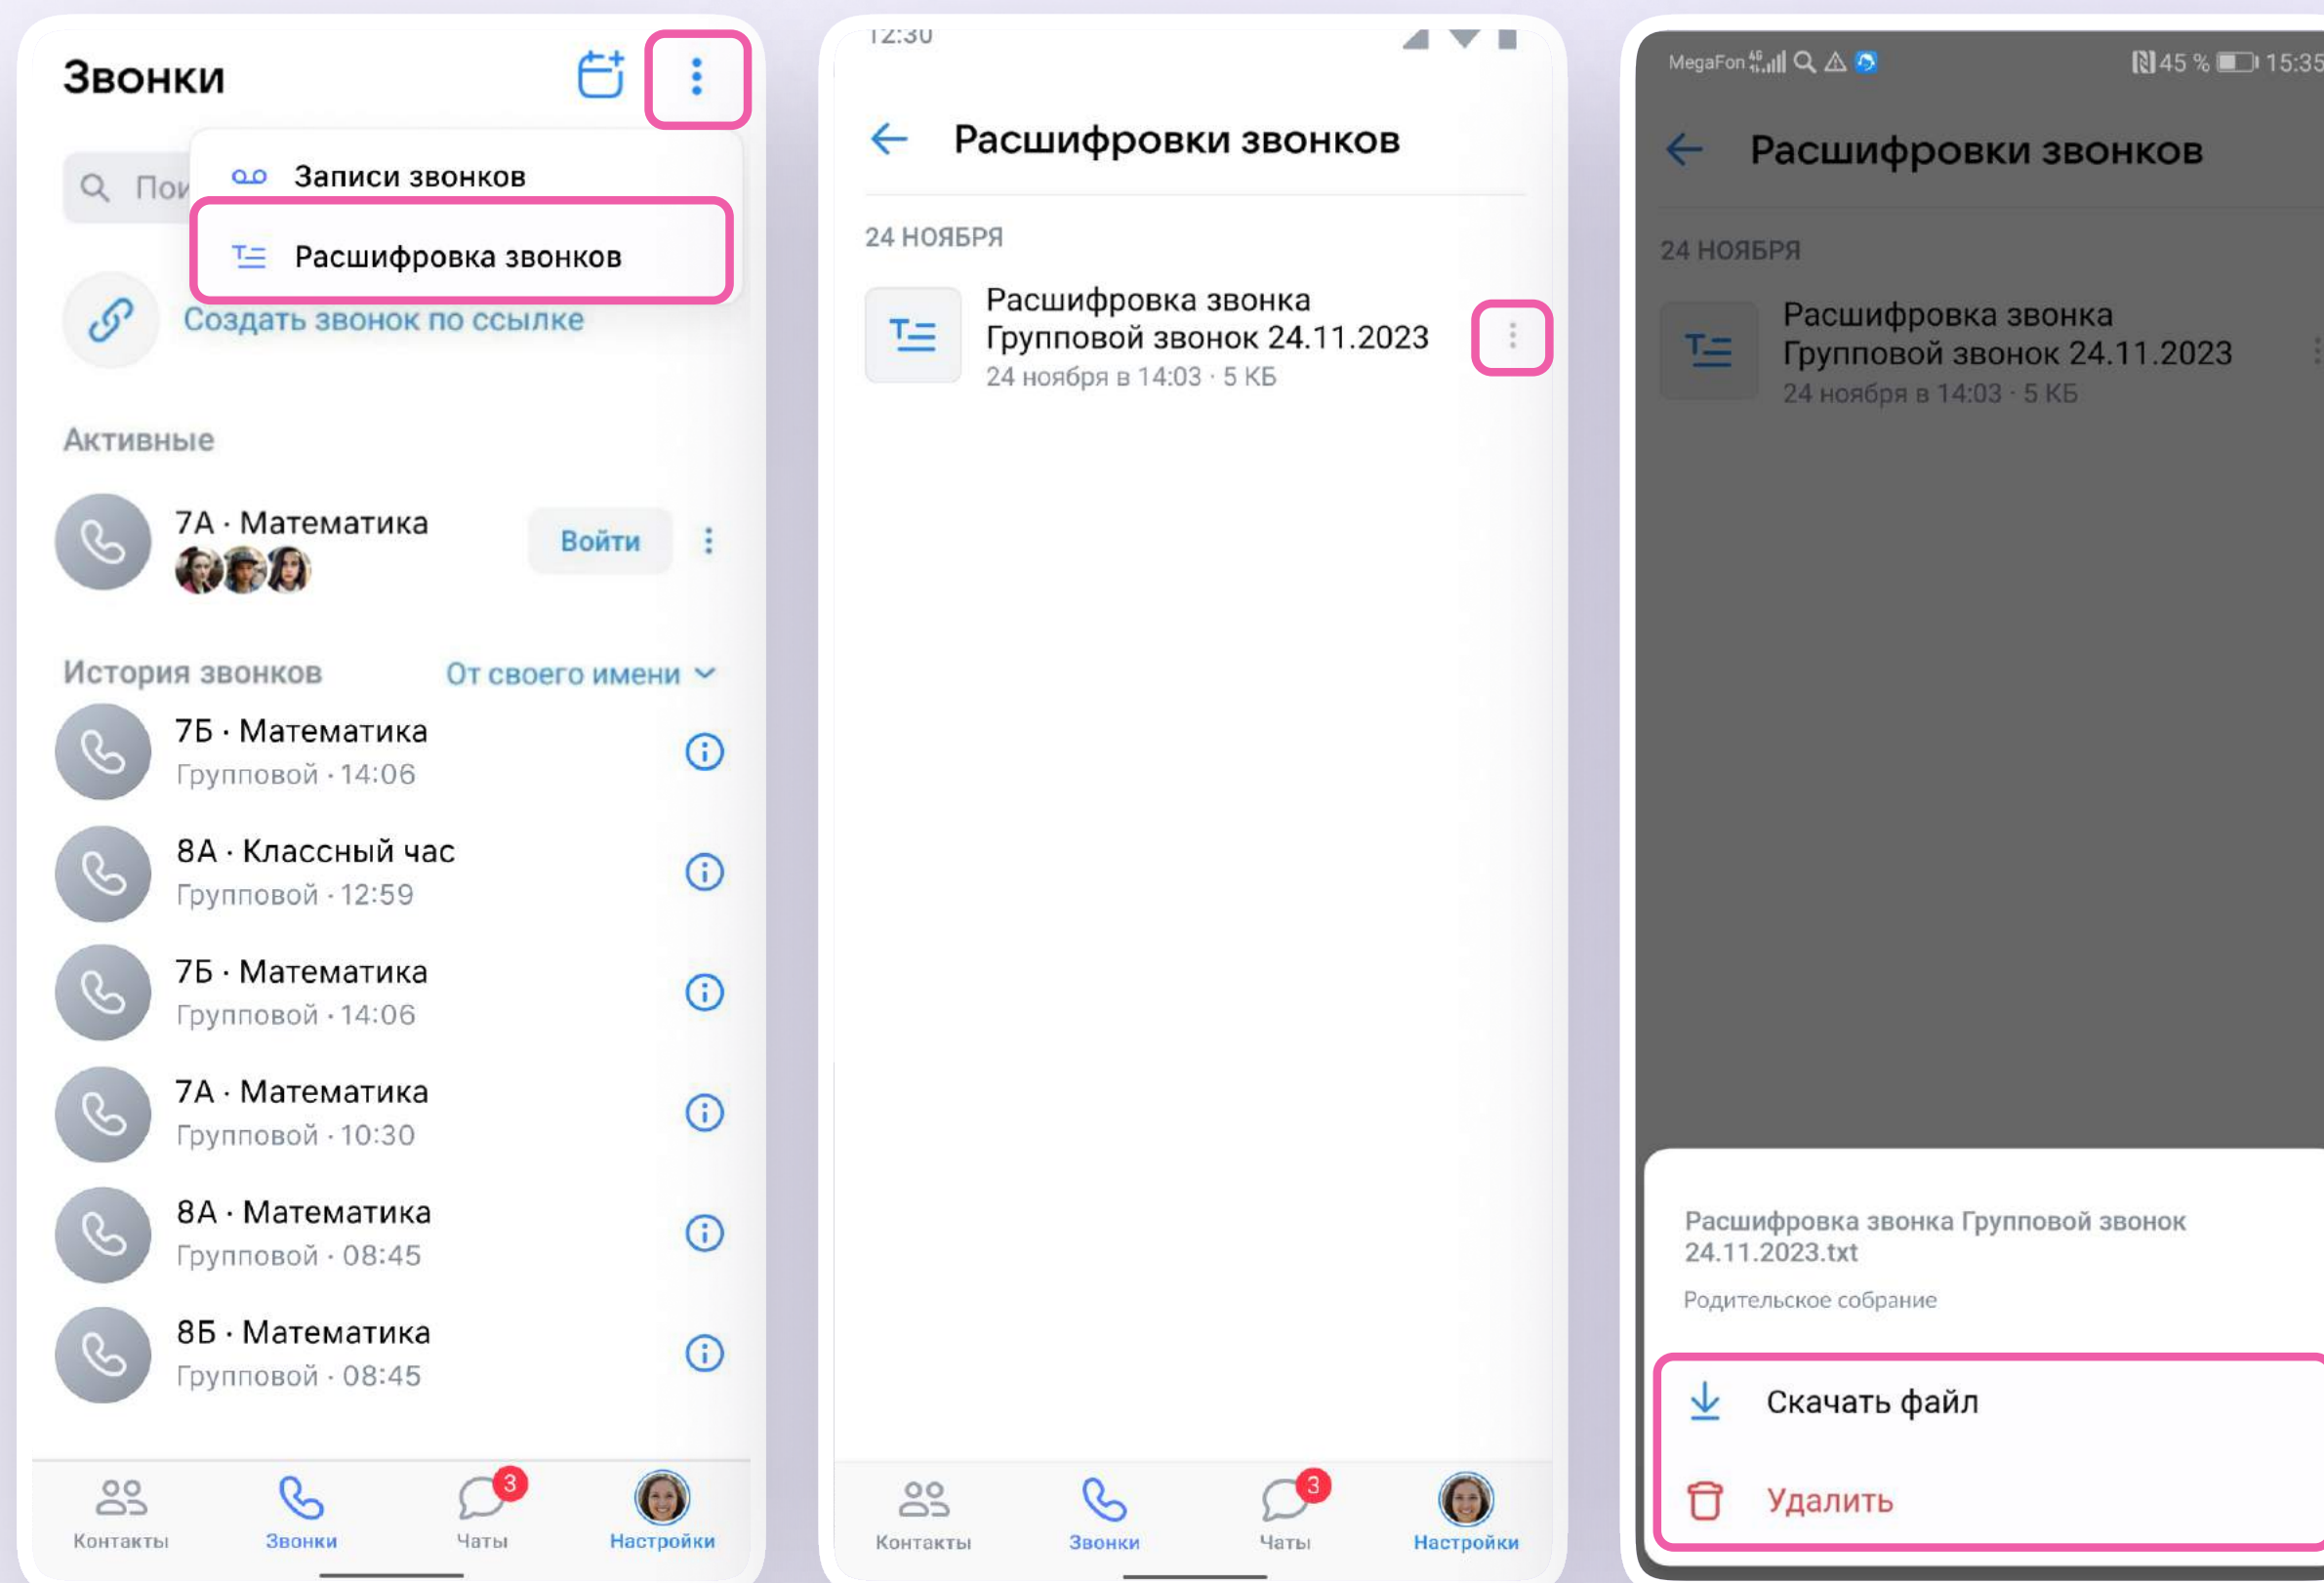 Звонки
Пои
Записи звонков
Расшифровка звонков
Создать звонок по ссылке
Активные
7А · Математика
Войти
История звонков
От своего имени
7Б · Математика
Групповой · 14:06
8А · Классный час
Групповой · 12:59
7Б · Математика
Групповой · 14:06
7А · Математика
Групповой · 10:30
8А · Математика
Групповой · 08:45
8Б · Математика
Групповой · 08:45
Контакты
Звонки
3
Чаты
Настройки
12:30
Расшифровки звонков
24 НОЯБРЯ
Расшифровка звонка
Групповой звонок 24.11.2023
24 ноября в 14:03 · 5 КБ
Контакты
Звонки
3
Чаты
Настройки
MegaFon 4G
45 % 15:35
Расшифровки звонков
24 НОЯБРЯ
Расшифровка звонка
Групповой звонок 24.11.2023
24 ноября в 14:03 · 5 КБ
Расшифровка звонка Групповой звонок
24.11.2023.txt
Родительское собрание
Скачать файл
Удалить